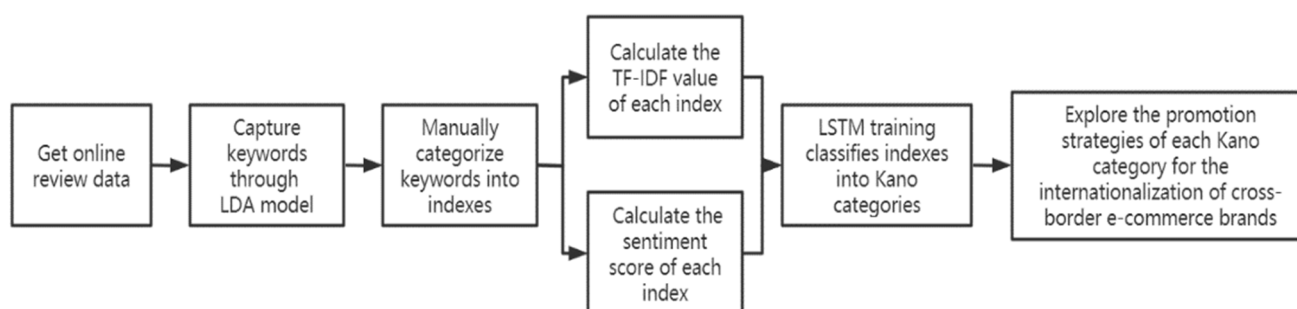 Get online
review data
Capture
keywords
through
LDA model
Manually
categorize
keywords into
indexes
Calculate the
TF-IDF value
of each index
Calculate the
sentiment
score of each
index
LSTM training
classifies indexes
into Kano
categories
Explore the promotion
strategies of each Kano
category for the
internationalization of cross-
border e-commerce brands